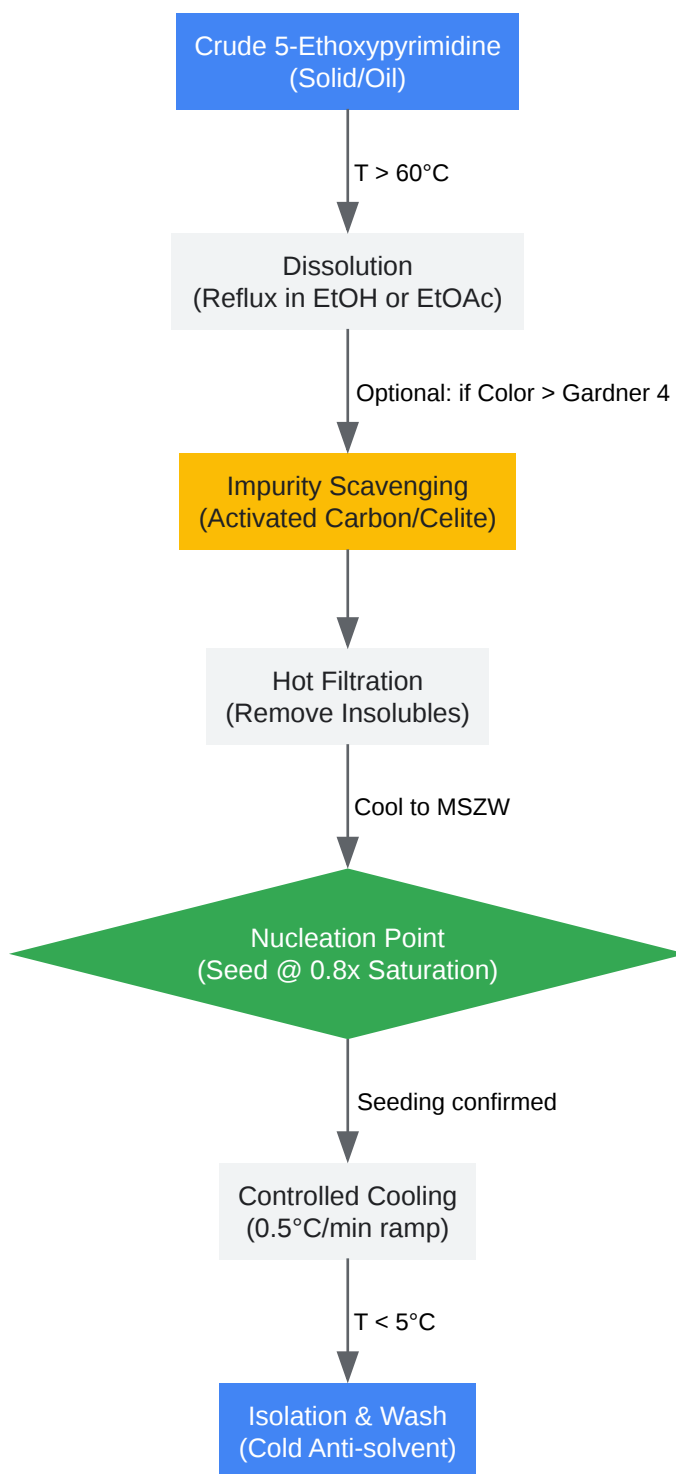 Crude 5-Ethoxypyrimidine
(Solid/Oil)
T > 60°C
Dissolution
(Reflux in EtOH or EtOAc)
Optional: if Color > Gardner 4
Impurity Scavenging
(Activated Carbon/Celite)
Hot Filtration
(Remove Insolubles)
Cool to MSZW
Nucleation Point
(Seed @ 0.8x Saturation)
Seeding confirmed
Controlled Cooling
(0.5°C/min ramp)
T < 5°C
Isolation & Wash
(Cold Anti-solvent)